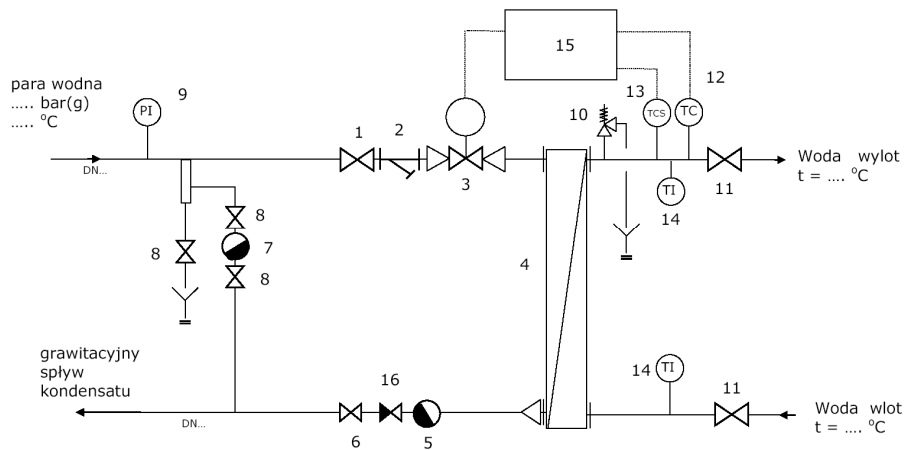 para wodna
..... bar(g)
..... °C
9
PI
DN...
1
2
3
15
13
12
10
TCS
TC
Woda wylot
t = .... °C
11
TI
14
8
7
8
8
4
grawitacyjny
spływ
kondensatu
DN...
16
6
5
14
TI
11
Woda wlot
t = .... °C